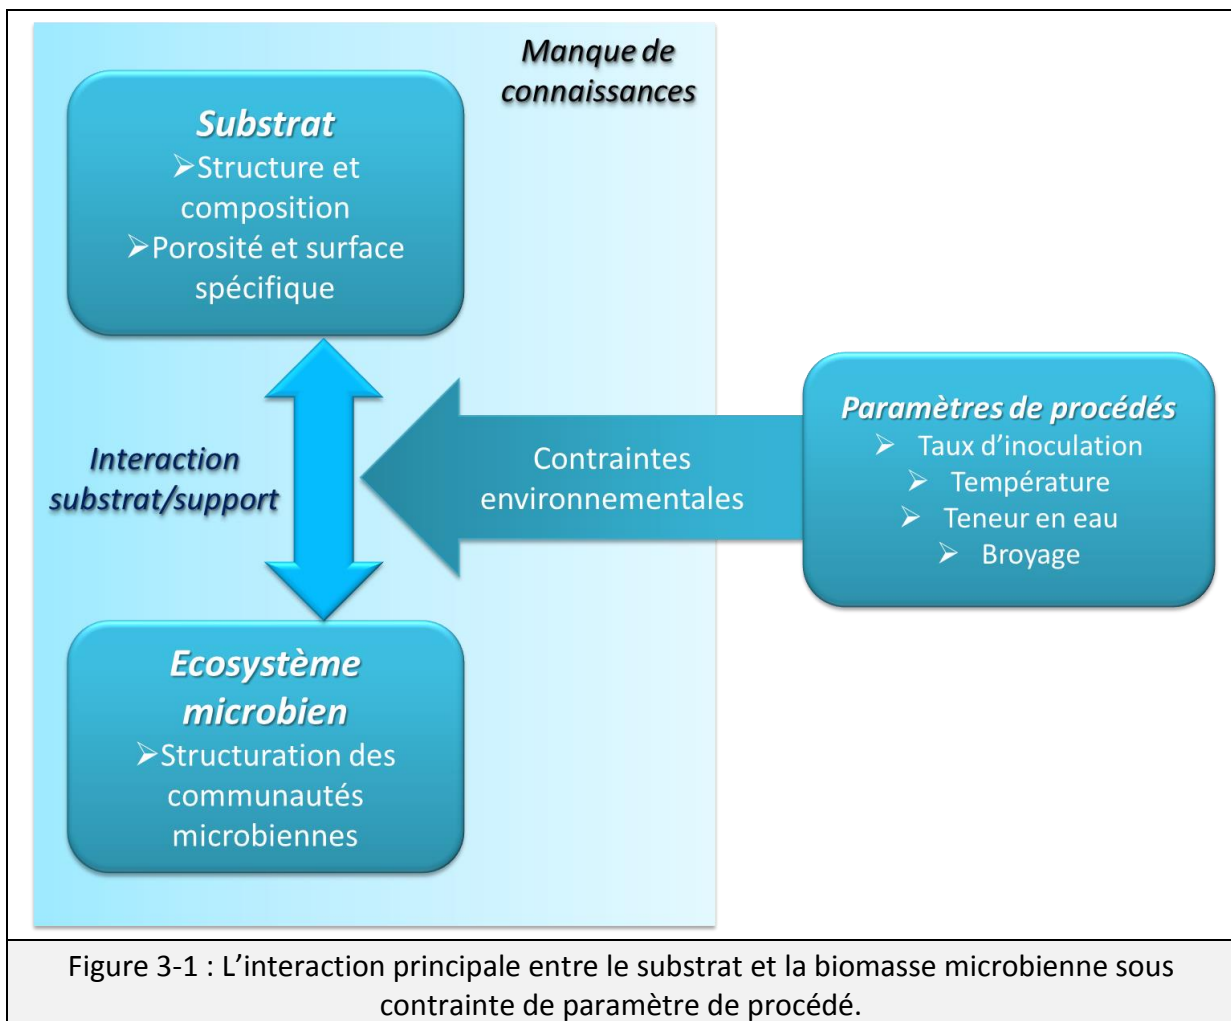 Manque de
connaissances
Substrat
➢Structure et
composition
➢Porosité et surface
spécifique
Interaction
substrat/support
Contraintes
environnementales
Paramètres de procédés
➢ Taux d’inoculation
➢ Température
➢ Teneur en eau
➢ Broyage
Ecosystème
microbien
➢Structuration des
communautés
microbiennes
Figure 3-1 : L’interaction principale entre le substrat et la biomasse microbienne sous
contrainte de paramètre de procédé.